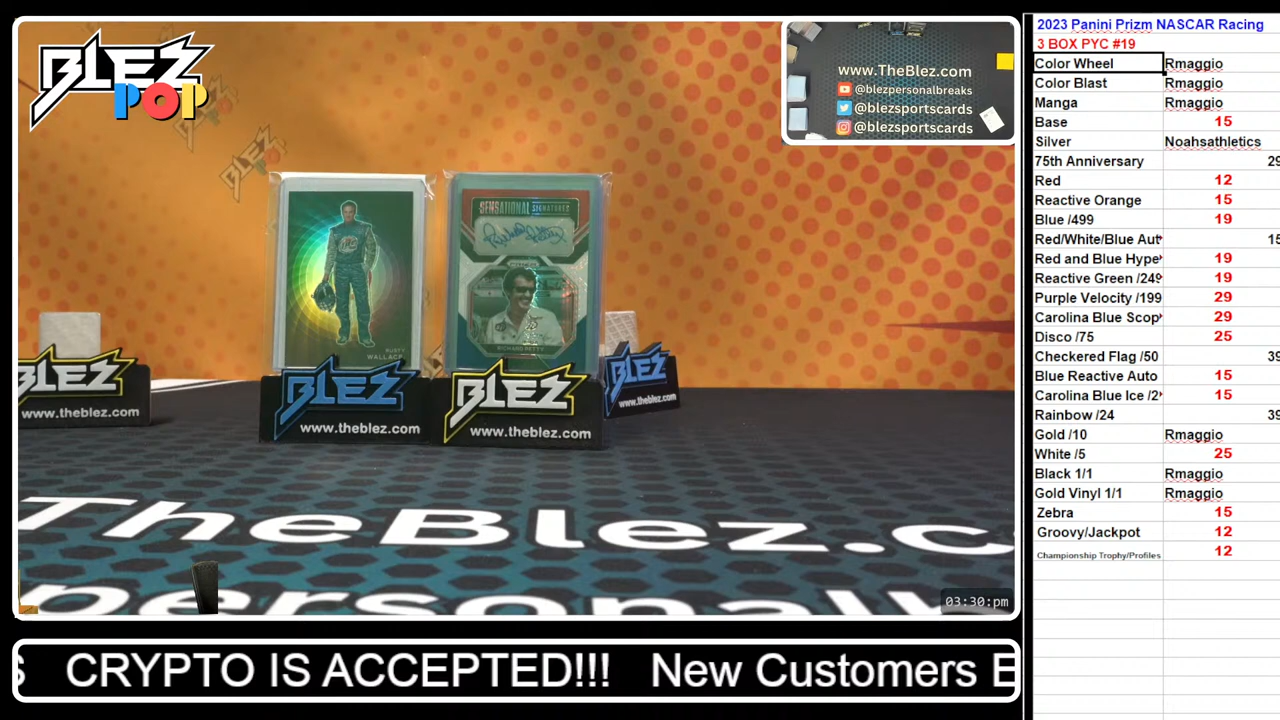 BLEZ
POP
www.TheBlez.com
@blezpersonalbreaks
@blezsportscards
@blezsportscards
BLEZ
RUSTY
WALLACE
SENSATIONAL SIGNATURES
PRIZM
RICHARD PETTY
BLEZ
www.theblez.com
BLEZ
www.theblez.com
BLEZ
www.theblez.com
BLEZ
www.theblez.com
TheBlez.c
personal
03:30:pm
S CRYPTO IS ACCEPTED!!! New Customers E
2023 Panini Prizm NASCAR Racing
3 BOX PYC #19
Color Wheel Rmaggio
Color Blast Rmaggio
Manga Rmaggio
Base 15
Silver Noahsathletics
75th Anniversary 29
Red 12
Reactive Orange 15
Blue /499 19
Red/White/Blue Aut 15
Red and Blue Hype 19
Reactive Green /249 19
Purple Velocity /199 29
Carolina Blue Scop 29
Disco /75 25
Checkered Flag /50 39
Blue Reactive Auto 15
Carolina Blue Ice /2 15
Rainbow /24 39
Gold /10 Rmaggio
White /5 25
Black 1/1 Rmaggio
Gold Vinyl 1/1 Rmaggio
Zebra 15
Groovy/Jackpot 12
Championship Trophy/Profiles 12